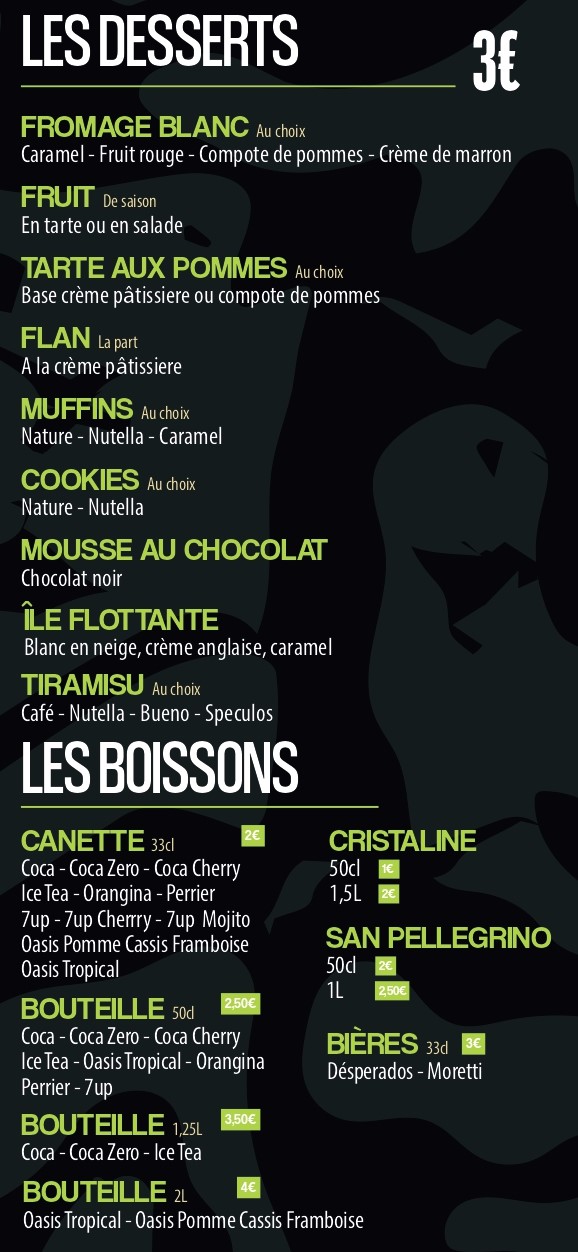 LES DESSERTS 3€
FROMAGE BLANC Au choix
Caramel - Fruit rouge - Compote de pommes - Crème de marron
FRUIT De saison
En tarte ou en salade
TARTE AUX POMMES Au choix
Base crème pâtissiere ou compote de pommes
FLAN La part
A la crème pâtissiere
MUFFINS Au choix
Nature - Nutella - Caramel
COOKIES Au choix
Nature - Nutella
MOUSSE AU CHOCOLAT
Chocolat noir
ÎLE FLOTTANTE
Blanc en neige, crème anglaise, caramel
TIRAMISU Au choix
Café - Nutella - Bueno - Speculos
LES BOISSONS
CANETTE 33cl 2€
Coca - Coca Zero - Coca Cherry
Ice Tea - Orangina - Perrier
7up - 7up Cherrry - 7up Mojito
Oasis Pomme Cassis Framboise
Oasis Tropical
BOUTEILLE 50cl 2,50€
Coca - Coca Zero - Coca Cherry
Ice Tea - Oasis Tropical - Orangina
Perrier - 7up
BOUTEILLE 1,25L 3,50€
Coca - Coca Zero - Ice Tea
BOUTEILLE 2L 4€
Oasis Tropical - Oasis Pomme Cassis Framboise
CRISTALINE
50cl 1€
1,5L 2€
SAN PELLEGRINO
50cl 2€
1L 2,50€
BIÈRES 33cl 3€
Désperados - Moretti